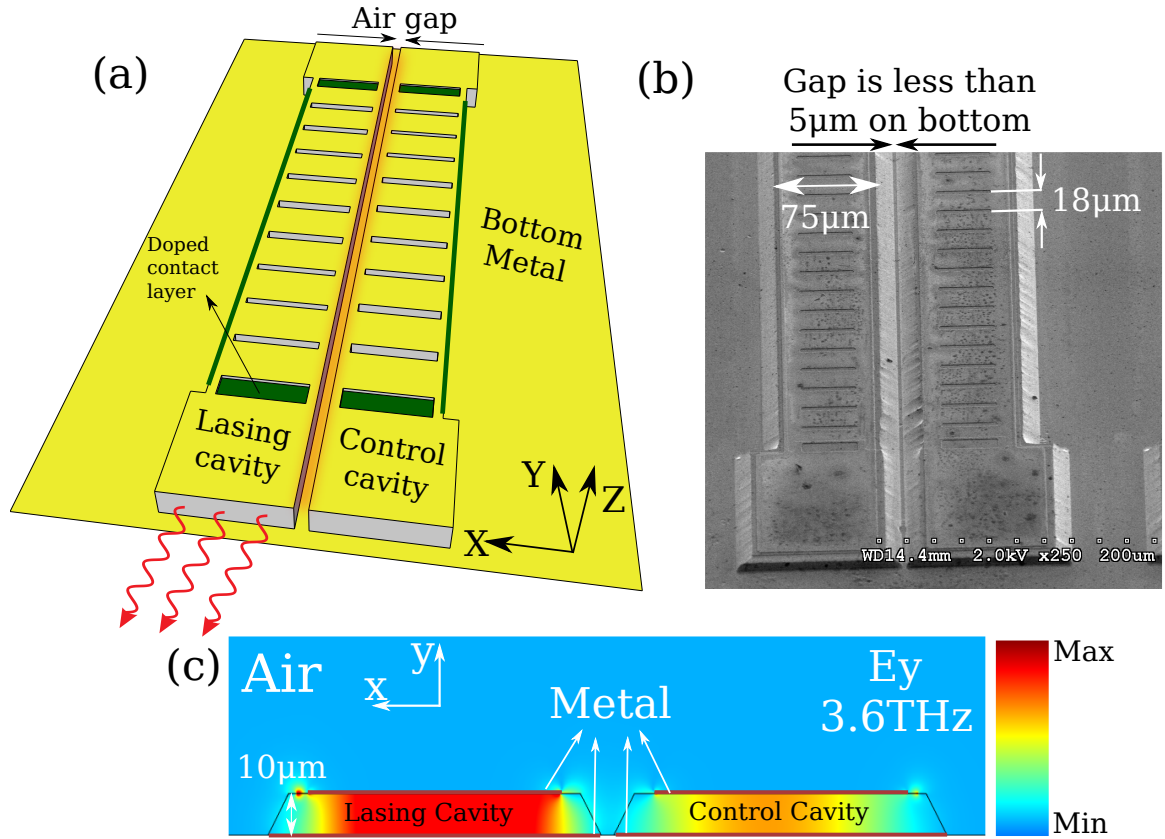 (a)
Air gap
Doped
contact
layer
Bottom
Metal
Lasing
cavity
Control
cavity
Y
Z
X
(b)
Gap is less than
5μm on bottom
75μm
18μm
WD14.4mm 2.0kV x250 200um
(c)
Air
y
x
Metal
Ey
3.6THz
10μm
Lasing Cavity
Control Cavity
Max
Min